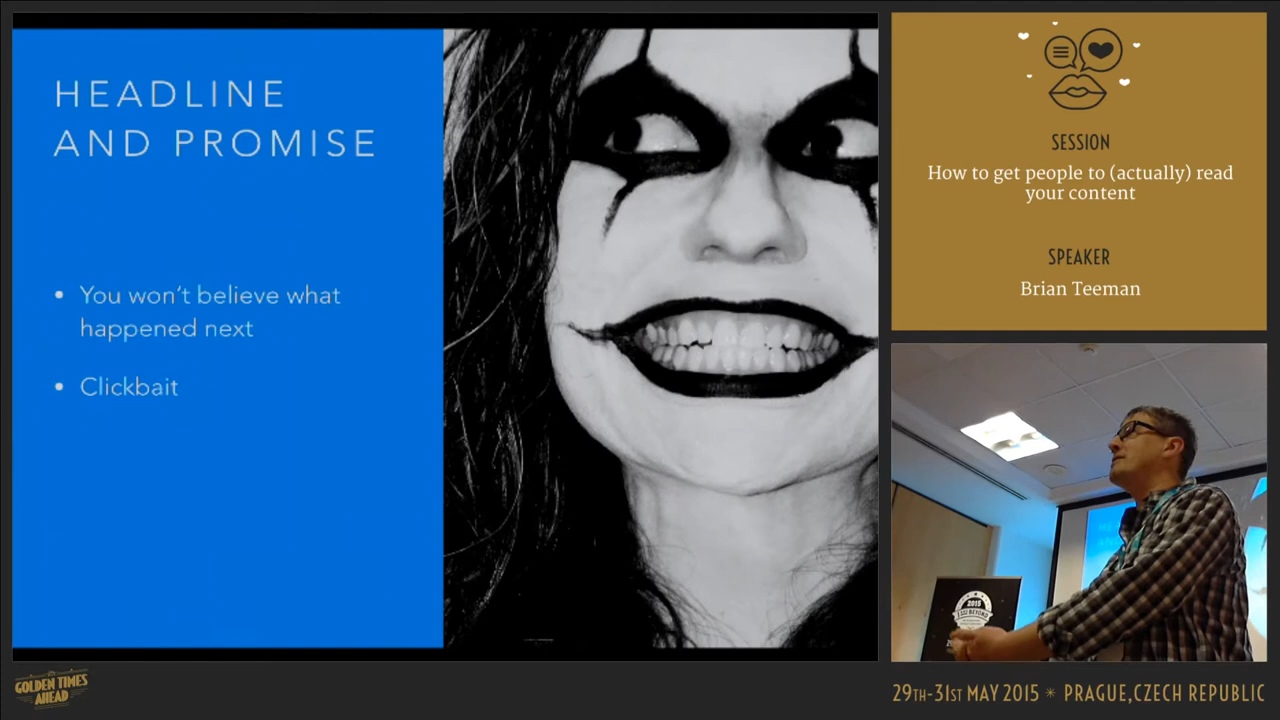 HEADLINE
AND PROMISE
• You won't believe what
happened next
• Clickbait
SESSION
How to get people to (actually) read
your content
SPEAKER
Brian Teeman
2015
GOLDEN TIMES
AHEAD
29TH-31ST MAY 2015 * PRAGUE, CZECH REPUBLIC